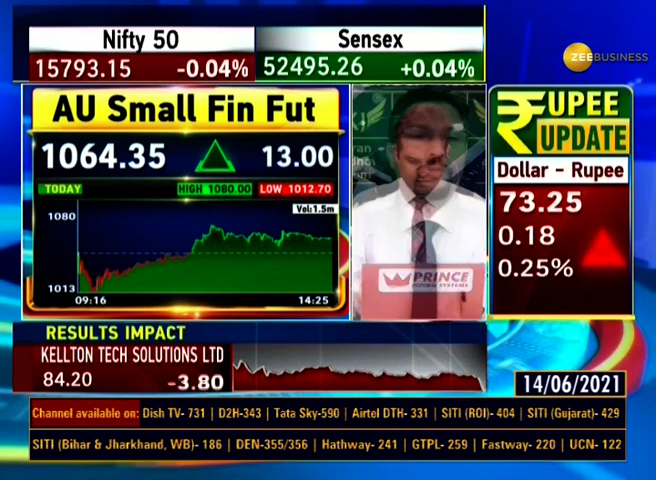 Nifty 50
15793.15 -0.04%
Sensex
52495.26 +0.04%
ZEEBUSINESS
AU Small Fin Fut
1064.35 13.00
TODAY HIGH 1080.00 LOW 1012.70
Vol:1.5m
1080
1013
09:16 14:25
PRINCE
PIPING SYSTEMS
₹UPEE
UPDATE
Dollar - Rupee
73.25
0.18
0.25%
RESULTS IMPACT
KELLTON TECH SOLUTIONS LTD
84.20 -3.80
14/06/2021
Channel available on: Dish TV- 731 | D2H-343 | Tata Sky-590 | Airtel DTH- 331 | SITI (ROI)- 404 | SITI (Gujarat)- 429
SITI (Bihar & Jharkhand, WB)- 186 | DEN-355/356 | Hathway- 241 | GTPL- 259 | Fastway- 220 | UCN- 122